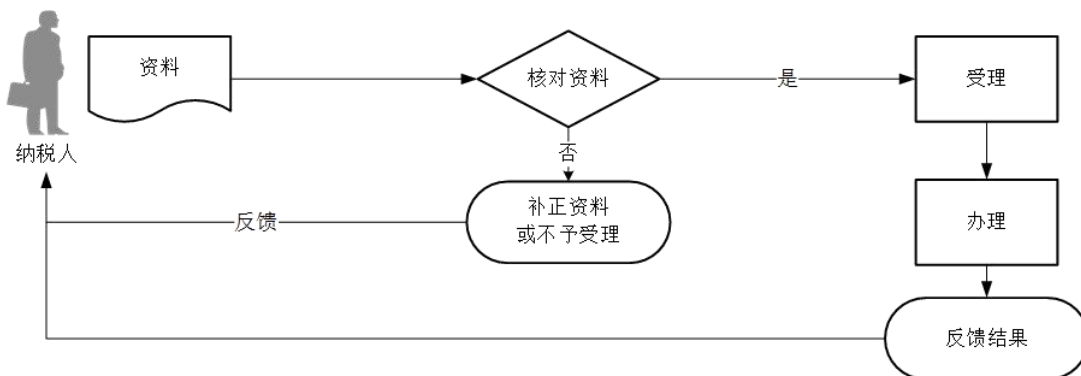 资料
核对资料
是
受理
纳税人
否
补正资料
或不予受理
反馈
办理
反馈结果